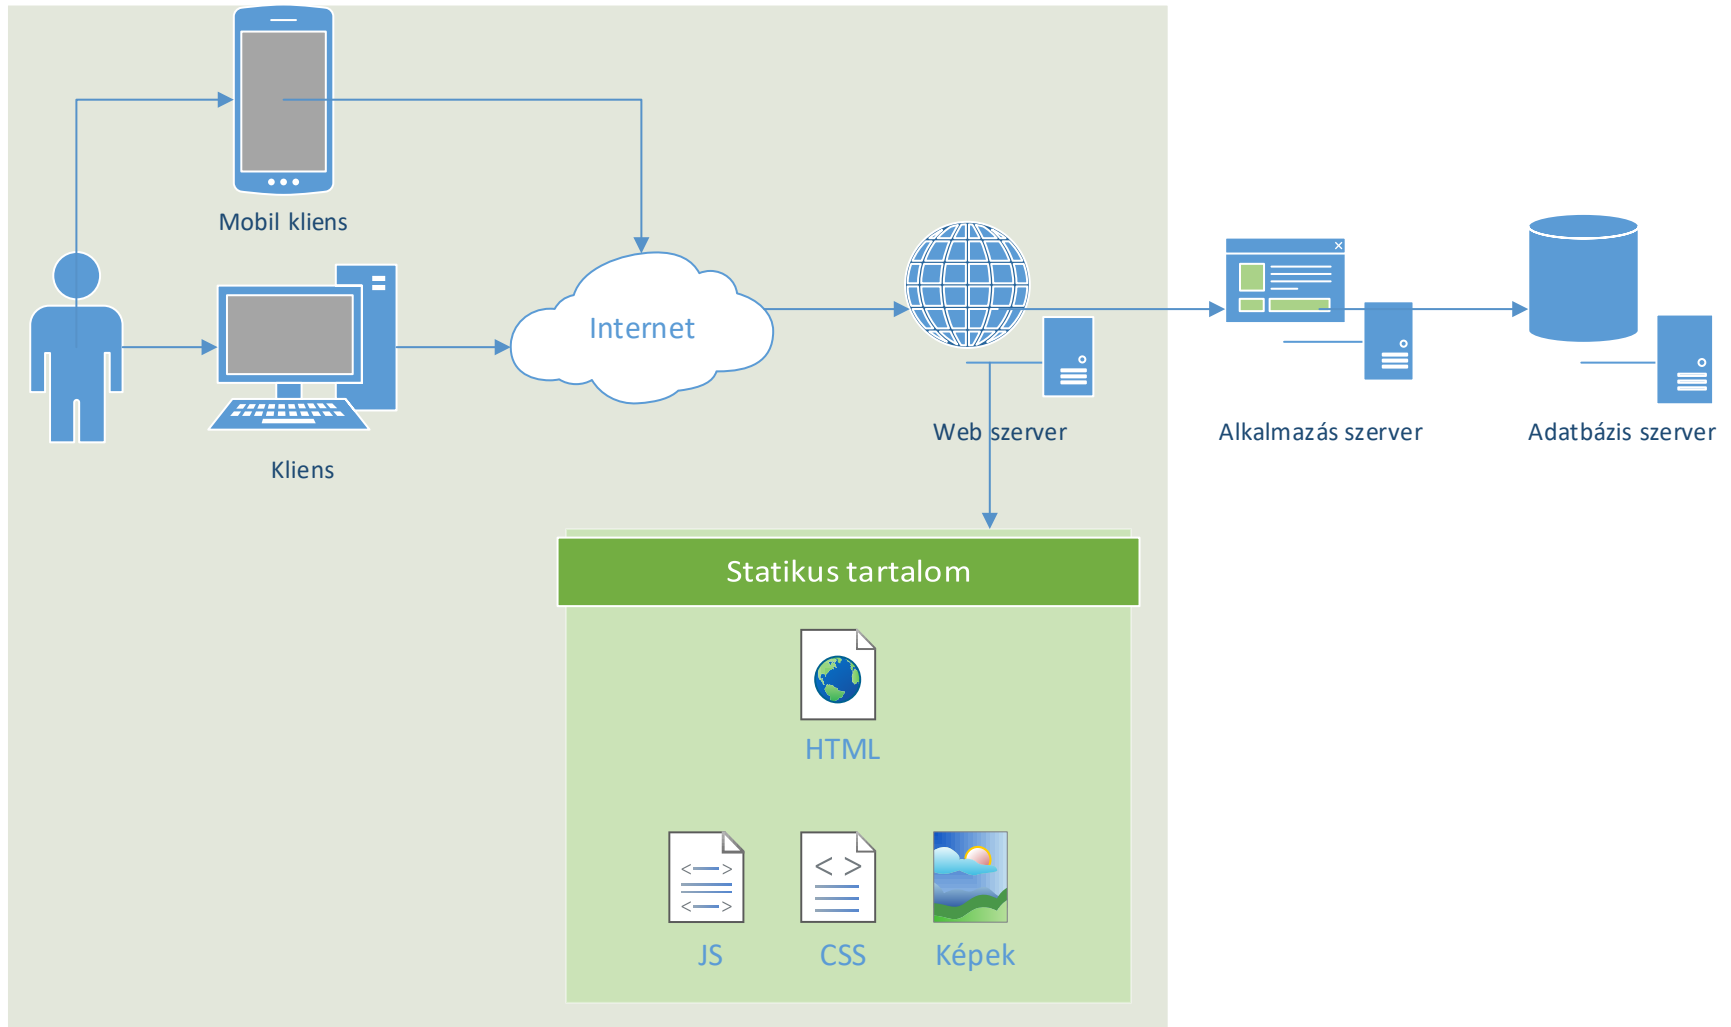 Mobil kliens
Internet
Web szerver
Alkalmazás szerver
Adatbázis szerver
Kliens
Statikus tartalom
HTML
JS
CSS
Képek